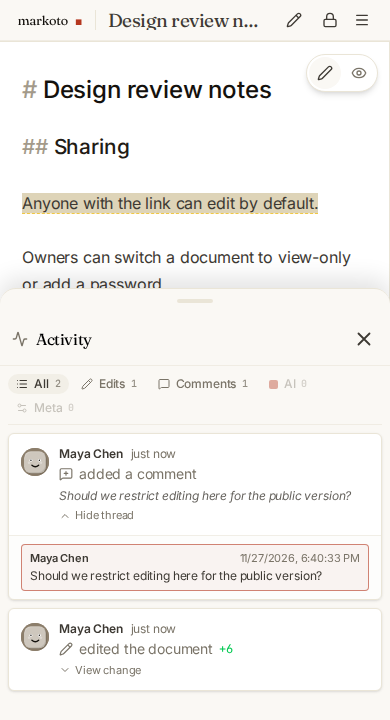 markoto
Design review n...
# Design review notes
## Sharing
Anyone with the link can edit by default.
Owners can switch a document to view-only
or add a password
Activity
All 2 Edits 1 Comments 1 AI 0
Meta 0
Maya Chen just now
added a comment
Should we restrict editing here for the public version?
Hide thread
Maya Chen 11/27/2026, 6:40:33 PM
Should we restrict editing here for the public version?
Maya Chen just now
edited the document +6
View change